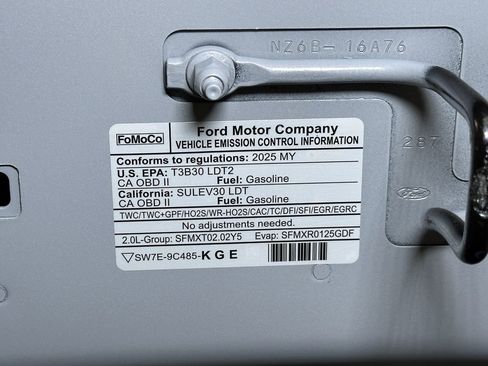 NZ6B- 16A76
FoMoCo
Ford Motor Company
VEHICLE EMISSION CONTROL INFORMATION
Conforms to regulations: 2025 MY
U.S. EPA: T3B30 LDT2
CA OBD II Fuel: Gasoline
California: SULEV30 LDT
CA OBD II Fuel: Gasoline
TWC/TWC+GPF/HO2S/WR-HO2S/CAC/TC/DFI/SFI/EGR/EGRC
No adjustments needed.
2.0L-Group: SFMXT02.02Y5 Evap: SFMXR0125GDF
SW7E-9C485-KGE
287
Ford